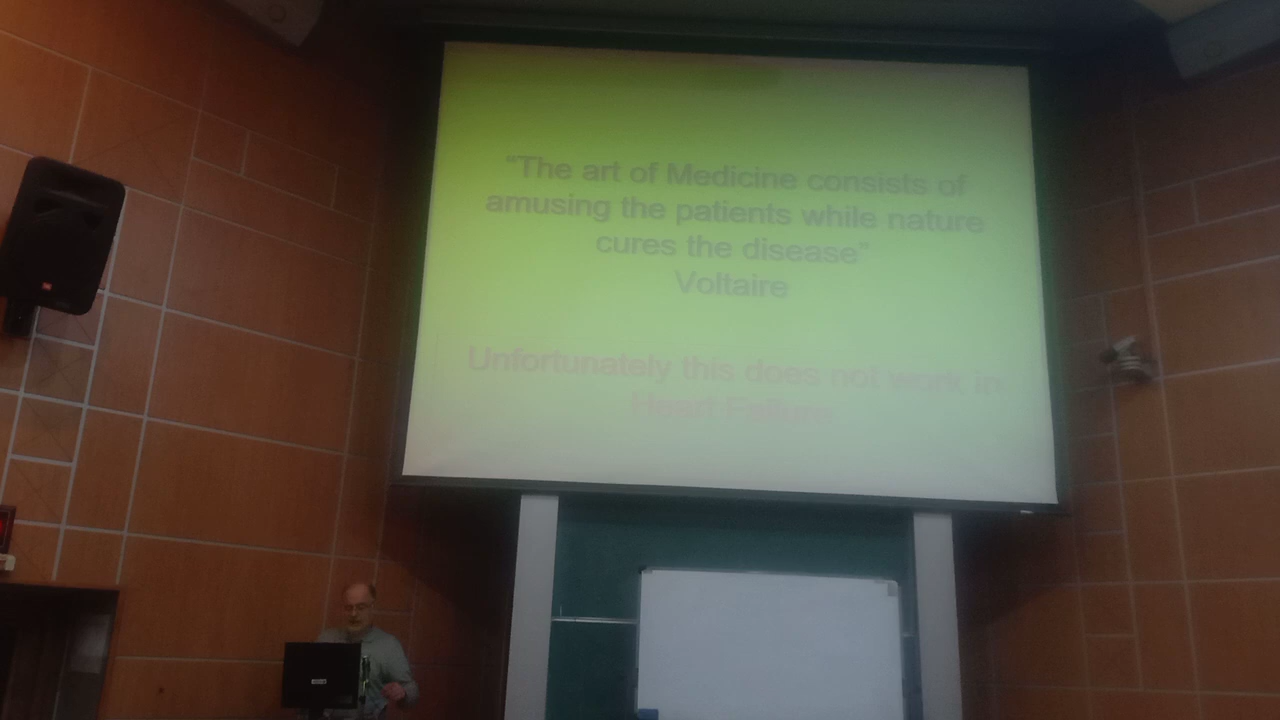 “The art of Medicine consists of
amusing the patients while nature
cures the disease”
Voltaire
Unfortunately this does not work in
Heart Failure